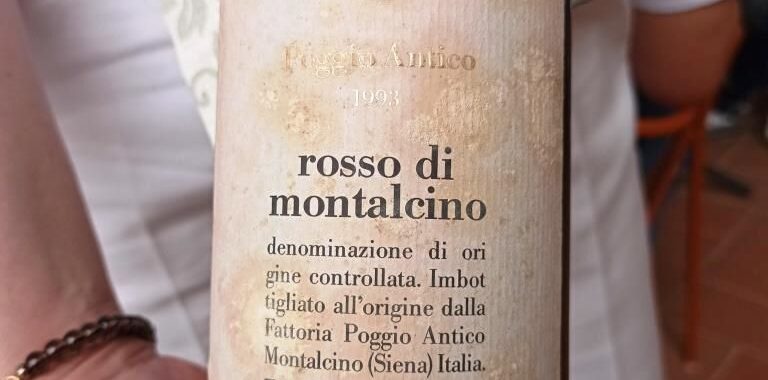 Poggio Antico
1993
rosso di
montalcino
denominazione di ori
gine controllata. Imbot
tigliato all'origine dalla
Fattoria Poggio Antico
Montalcino (Siena) Italia.